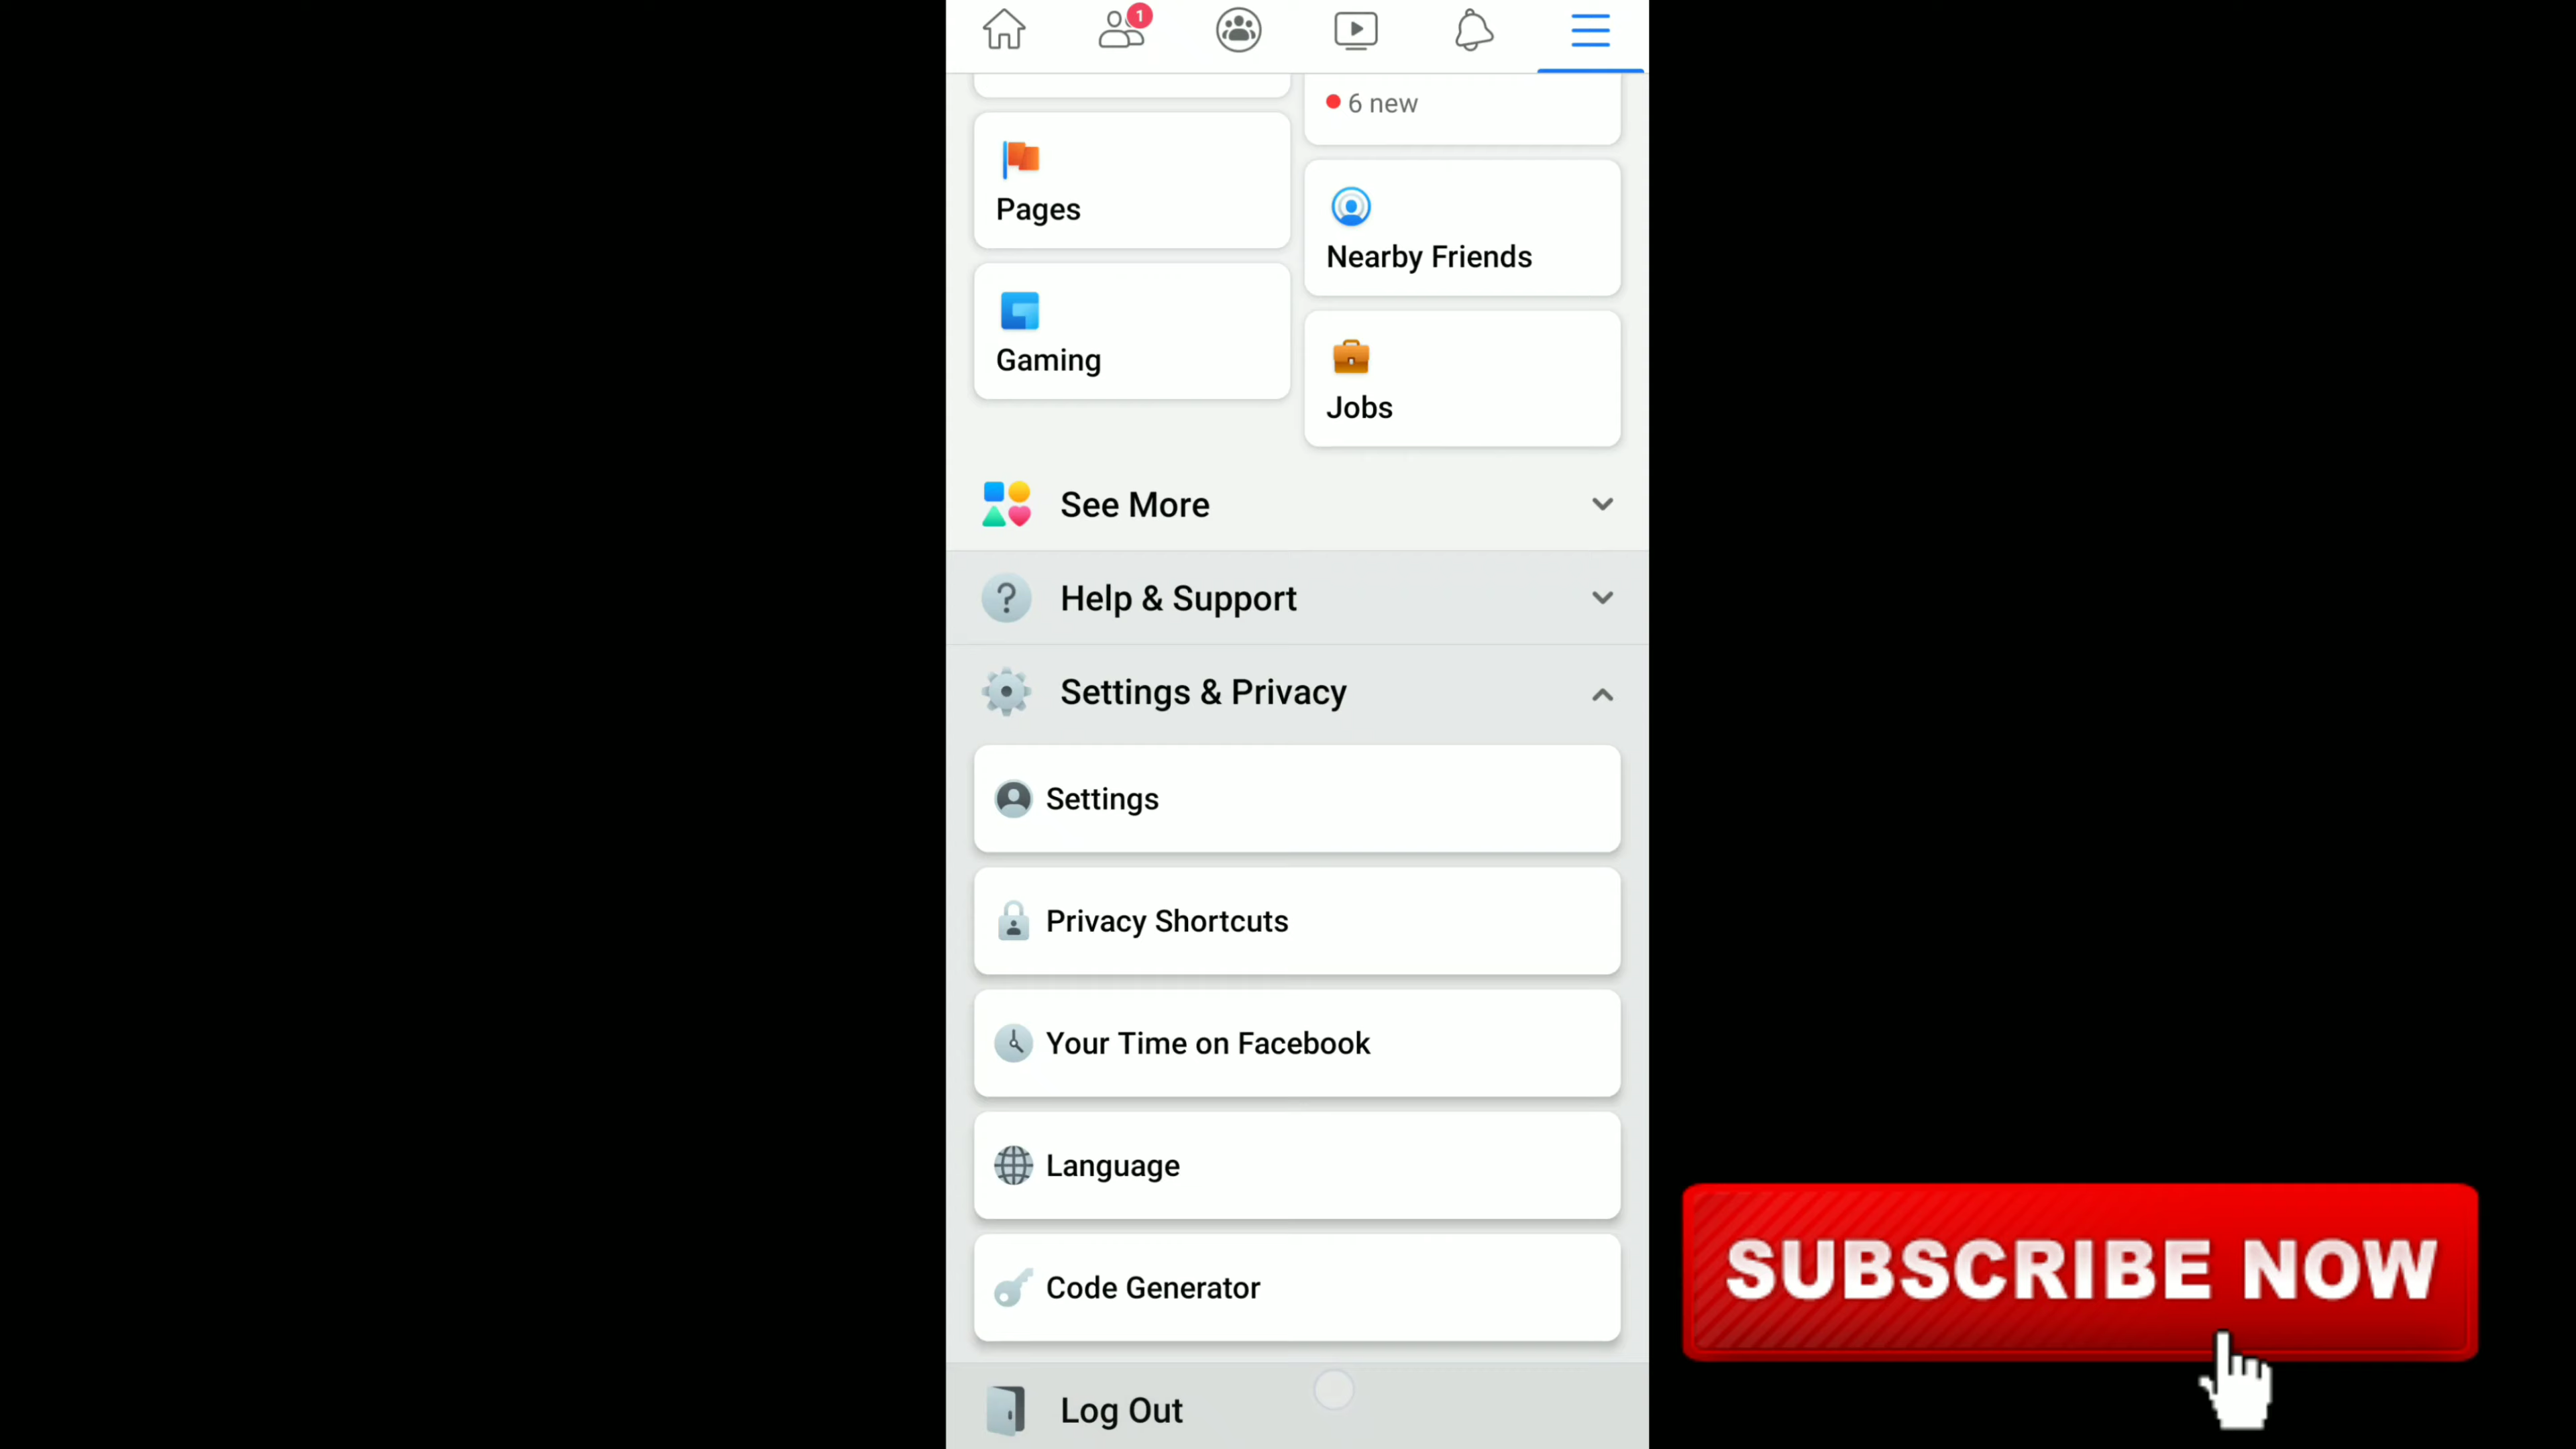 1
6 new
Pages
Nearby Friends
Gaming
Jobs
See More
Help & Support
Settings & Privacy
Settings
Privacy Shortcuts
Your Time on Facebook
Language
Code Generator
Log Out
SUBSCRIBE NOW